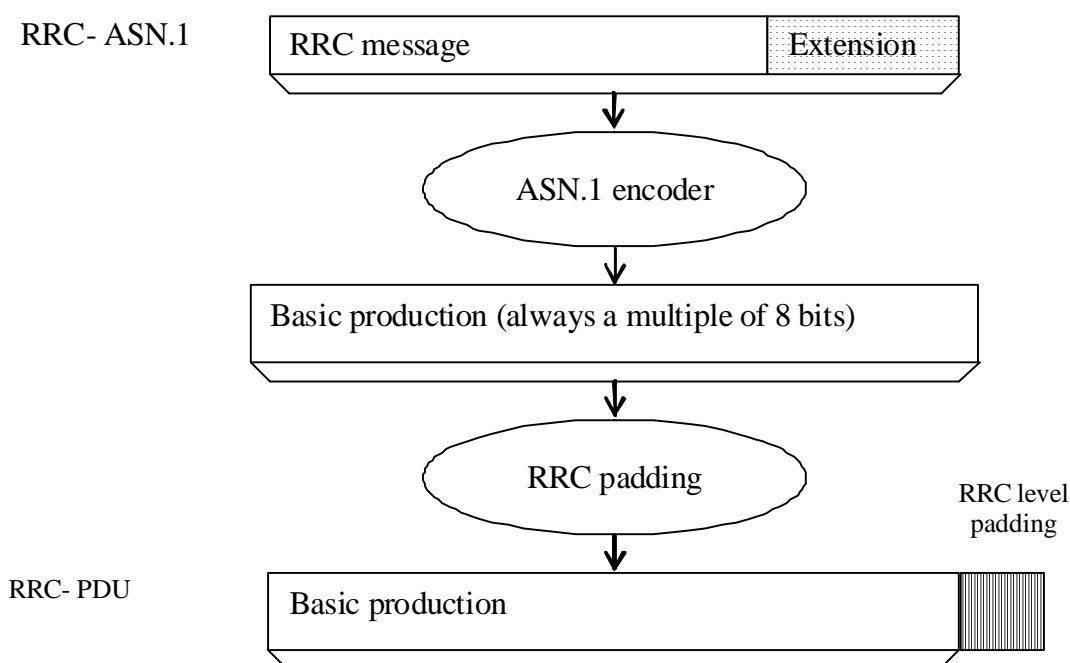 RRC- ASN.1
RRC message
Extension
ASN.1 encoder
Basic production (always a multiple of 8 bits)
RRC padding
RRC level
padding
RRC- PDU
Basic production